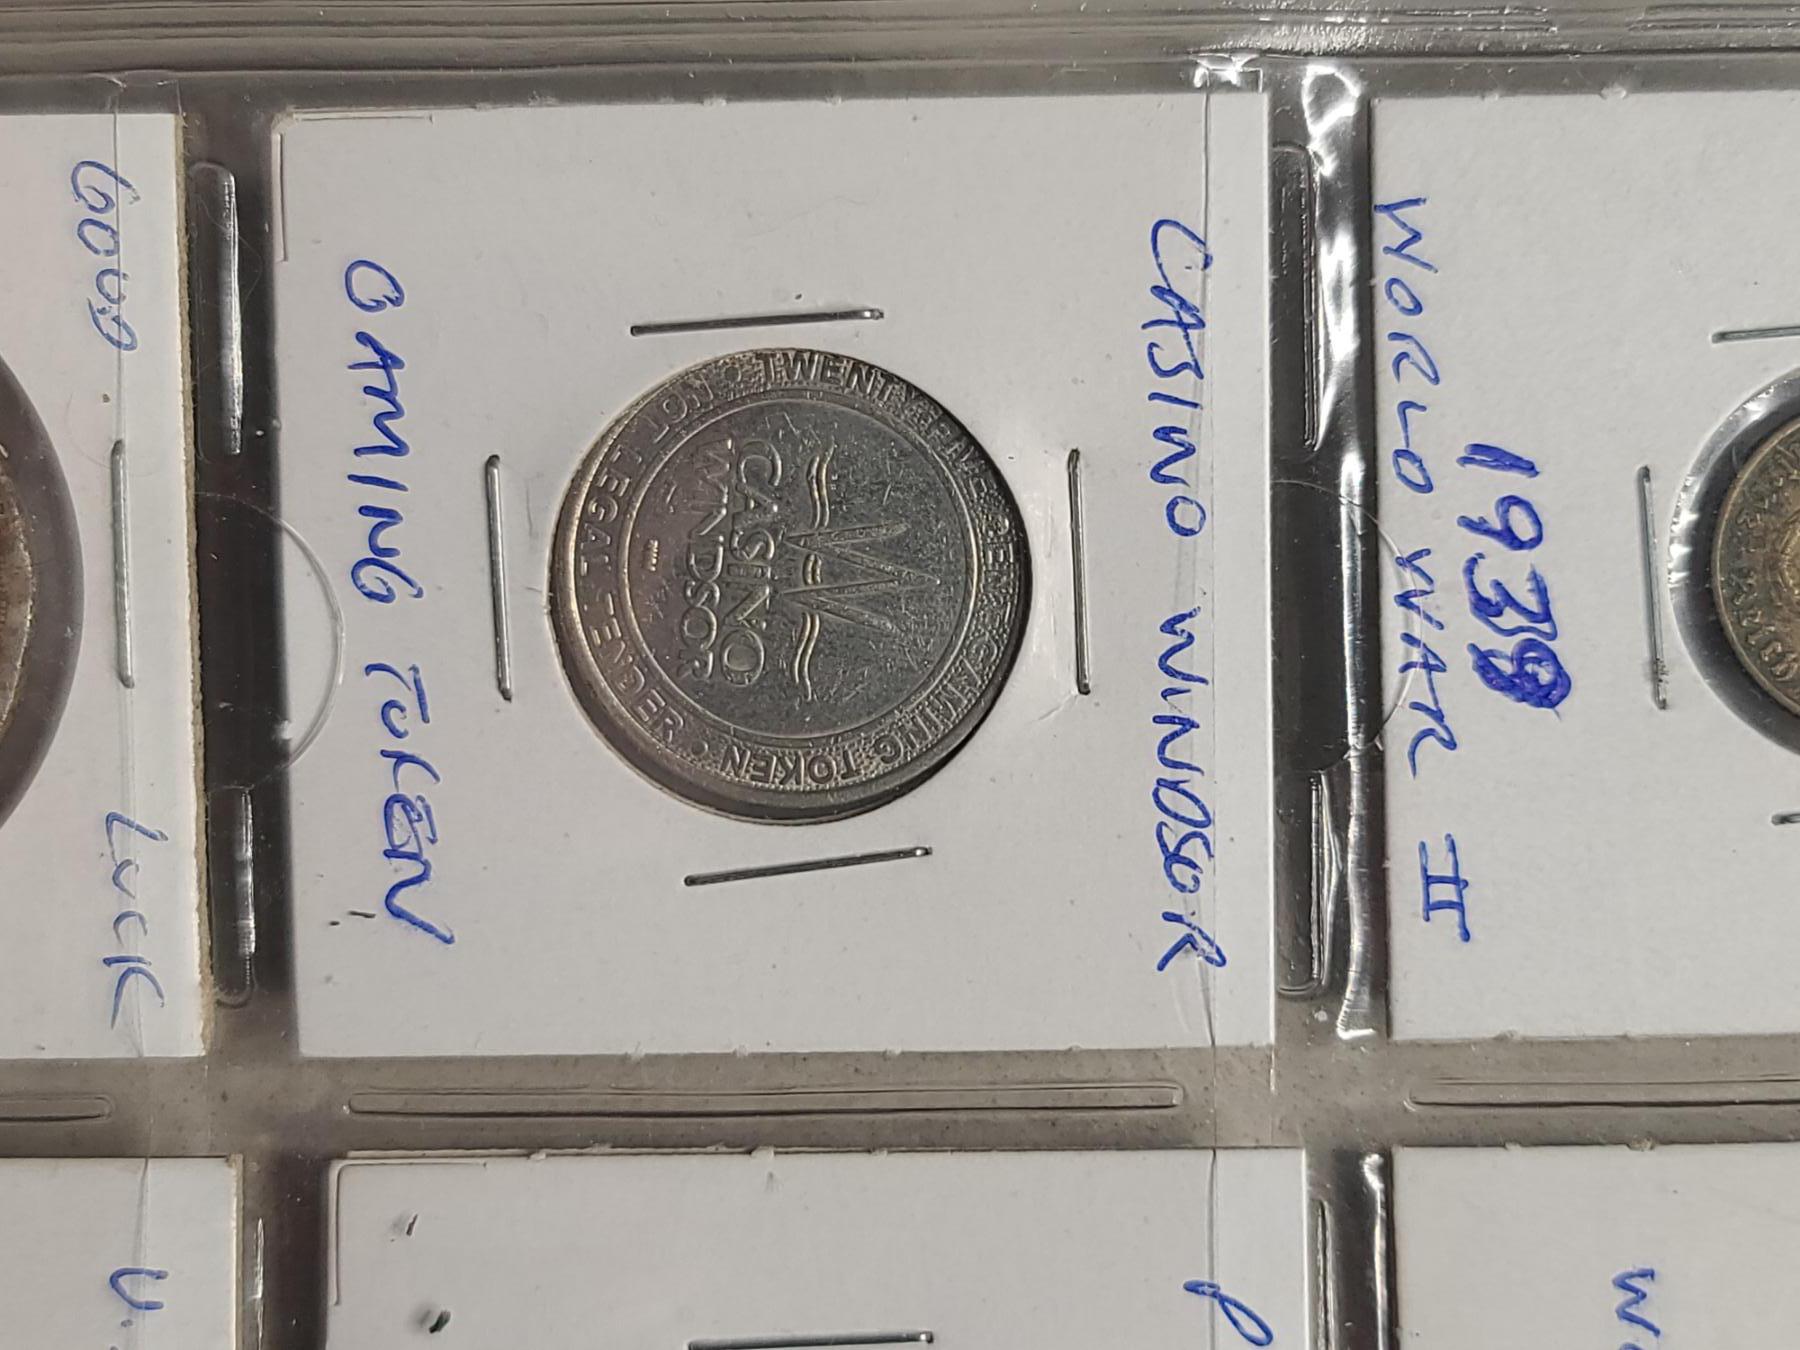 GOOD
LUCK
CASINO WINDSOR
TWENTY-FIVE CENT GAMING TOKEN
• NOT LEGAL TENDER •
CASINO
WINDSOR
GAMING TOKEN
1939
WORLD WAR II
U.
W